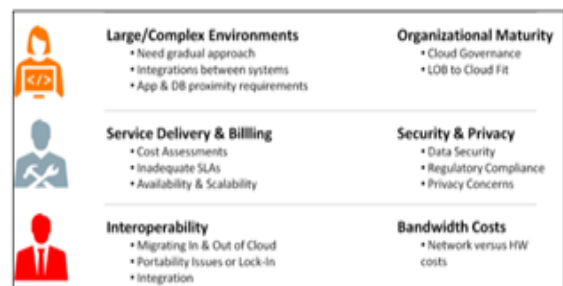 </>
Large/Complex Environments
• Need gradual approach
• Integrations between systems
• App & DB proximity requirements
Organizational Maturity
• Cloud Governance
• LOB to Cloud Fit
Service Delivery & Billling
• Cost Assessments
• Inadequate SLAs
• Availability & Scalability
Security & Privacy
• Data Security
• Regulatory Compliance
• Privacy Concerns
Interoperability
• Migrating In & Out of Cloud
• Portability Issues or Lock-In
• Integration
Bandwidth Costs
• Network versus HW
costs